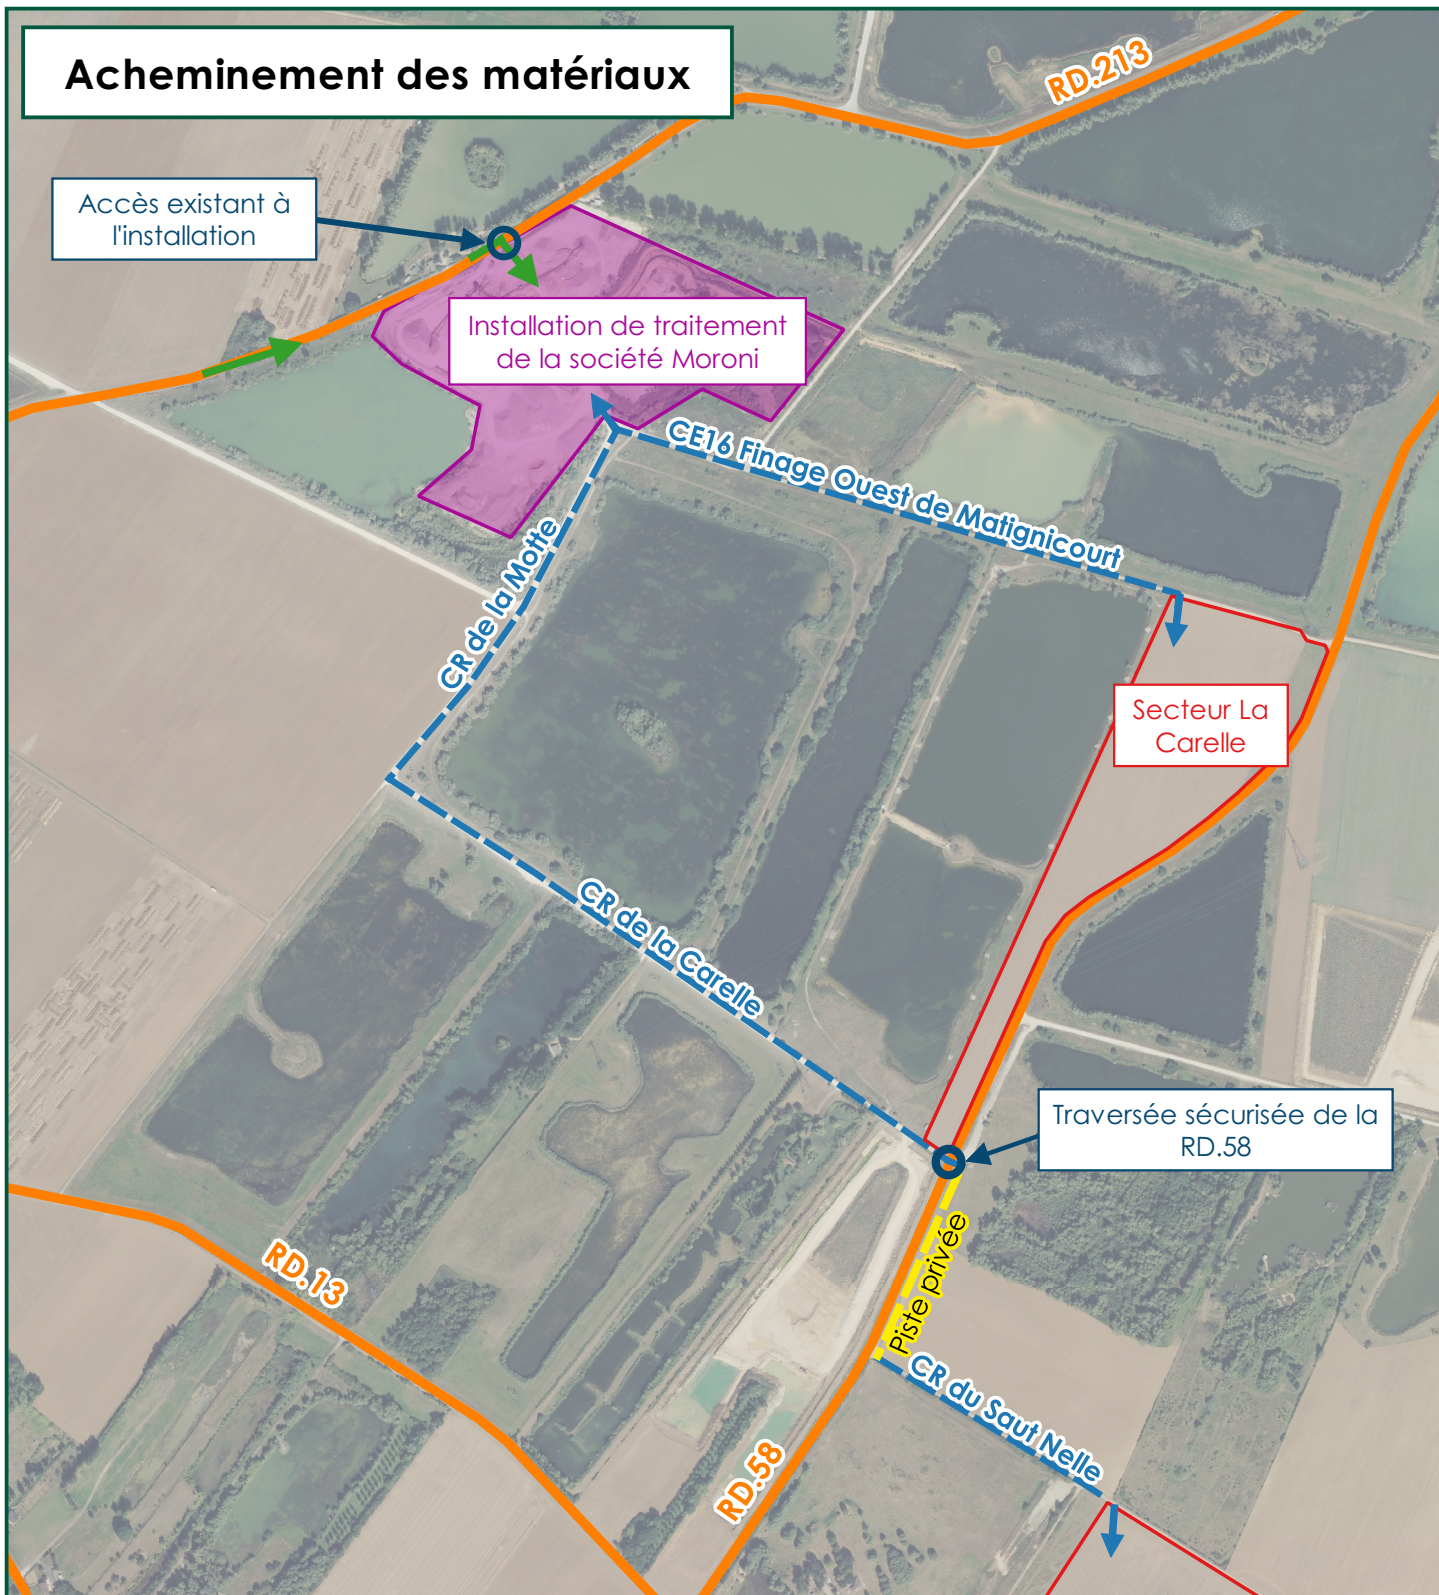 Acheminement des matériaux
RD.213
Accès existant à
l'installation
Installation de traitement
de la société Moroni
CE16 Finage Ouest de Matignicourt
CR de la Motte
Secteur La
Carelle
CR de la Carelle
Traversée sécurisée de la
RD.58
Piste privée
RD.13
CR du Saut Nelle
RD.58